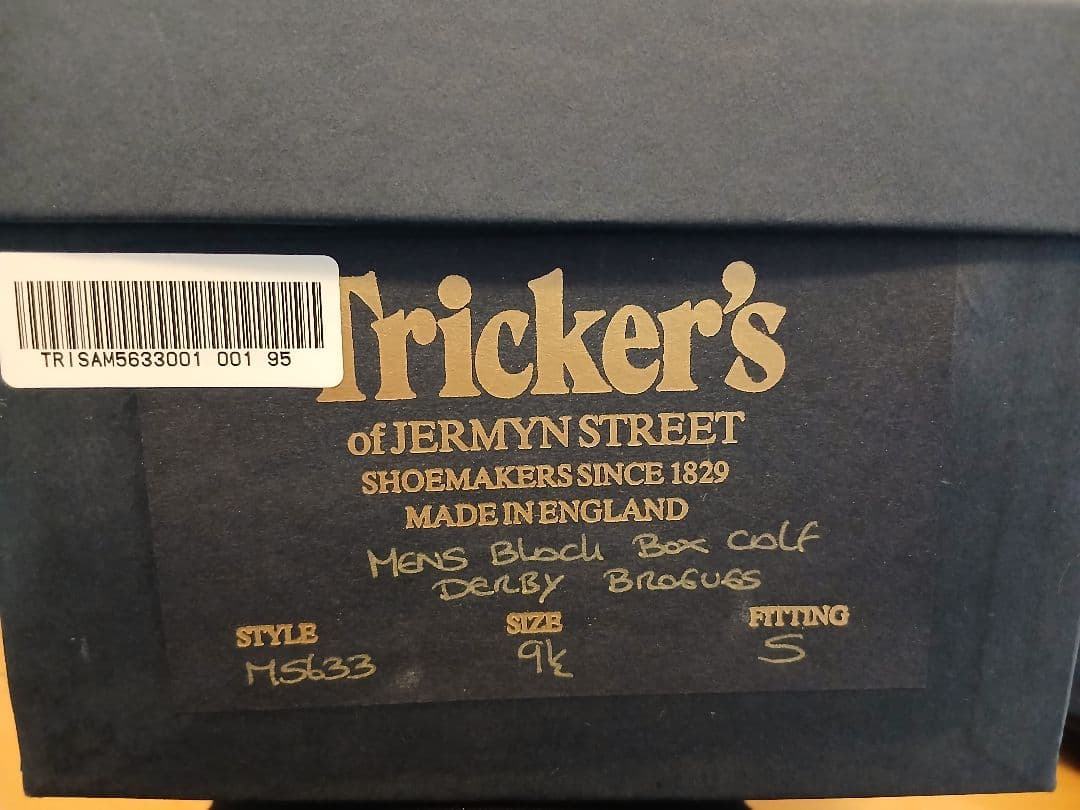 TRISAM5633001 001 95
Tricker's
of JERMYN STREET
SHOEMAKERS SINCE 1829
MADE IN ENGLAND
MENS Black Box Calf
DERBY BROGUES
STYLE SIZE FITTING
M5633 9½ 5